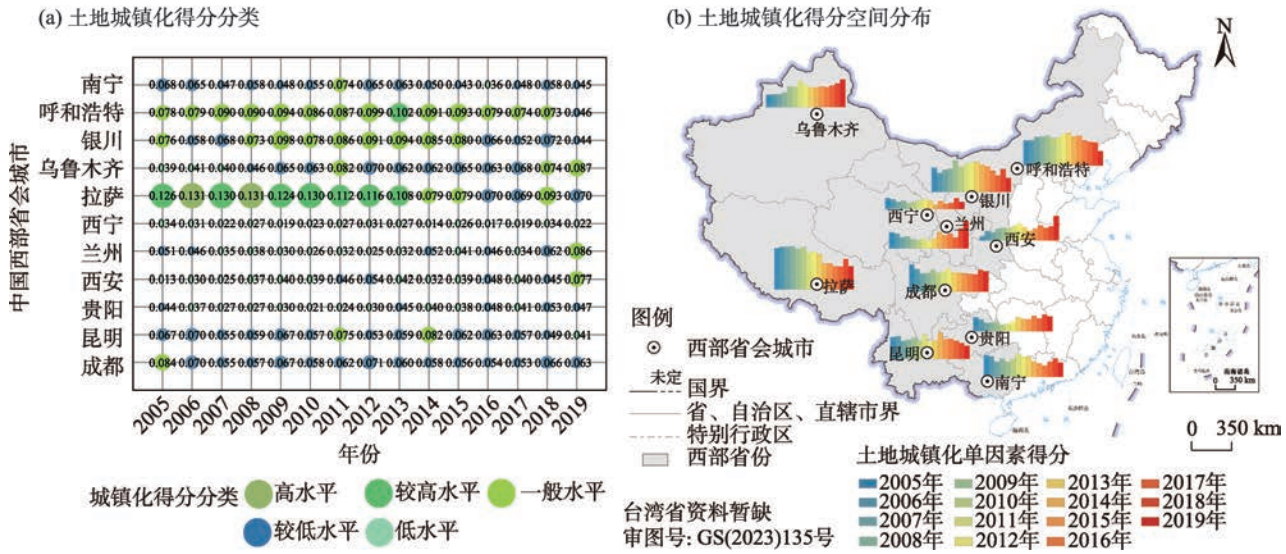 (a) 土地城镇化得分分类
中国西部省会城市
南宁 0.068 0.065 0.047 0.058 0.048 0.055 0.074 0.065 0.063 0.050 0.043 0.036 0.048 0.058 0.045
呼和浩特 0.078 0.079 0.090 0.090 0.094 0.086 0.087 0.099 0.102 0.091 0.093 0.079 0.074 0.073 0.046
银川 0.076 0.058 0.068 0.073 0.098 0.078 0.086 0.091 0.094 0.085 0.080 0.066 0.052 0.072 0.044
乌鲁木齐 0.039 0.041 0.040 0.046 0.065 0.063 0.082 0.070 0.062 0.062 0.065 0.063 0.068 0.074 0.087
拉萨 0.126 0.131 0.130 0.131 0.124 0.130 0.112 0.116 0.108 0.079 0.079 0.070 0.069 0.093 0.070
西宁 0.034 0.031 0.022 0.027 0.019 0.023 0.027 0.031 0.027 0.014 0.026 0.017 0.019 0.034 0.022
兰州 0.051 0.046 0.035 0.038 0.030 0.026 0.032 0.025 0.032 0.052 0.041 0.046 0.034 0.062 0.086
西安 0.013 0.030 0.025 0.037 0.040 0.039 0.046 0.054 0.042 0.032 0.036 0.048 0.040 0.045 0.077
贵阳 0.044 0.037 0.027 0.027 0.030 0.021 0.024 0.030 0.045 0.040 0.038 0.048 0.041 0.053 0.047
昆明 0.067 0.070 0.055 0.059 0.067 0.057 0.075 0.053 0.059 0.082 0.062 0.063 0.057 0.049 0.041
成都 0.084 0.070 0.055 0.057 0.067 0.058 0.062 0.071 0.060 0.058 0.056 0.054 0.053 0.066 0.063
2005 2006 2007 2008 2009 2010 2011 2012 2013 2014 2015 2016 2017 2018 2019
年份
城镇化得分分类 高水平 较高水平 一般水平
较低水平 低水平
(b) 土地城镇化得分空间分布
N
乌鲁木齐
呼和浩特
银川
西宁
兰州
西安
拉萨
成都
贵阳
昆明
南宁
图例
西部省会城市
未定
国界
省、自治区、直辖市界
特别行政区
西部省份
南海诸岛
0 350 km
0 350 km
土地城镇化单因素得分
2005年 2009年 2013年 2017年
2006年 2010年 2014年 2018年
2007年 2011年 2015年 2019年
2008年 2012年 2016年
台湾省资料暂缺
审图号: GS(2023)135号